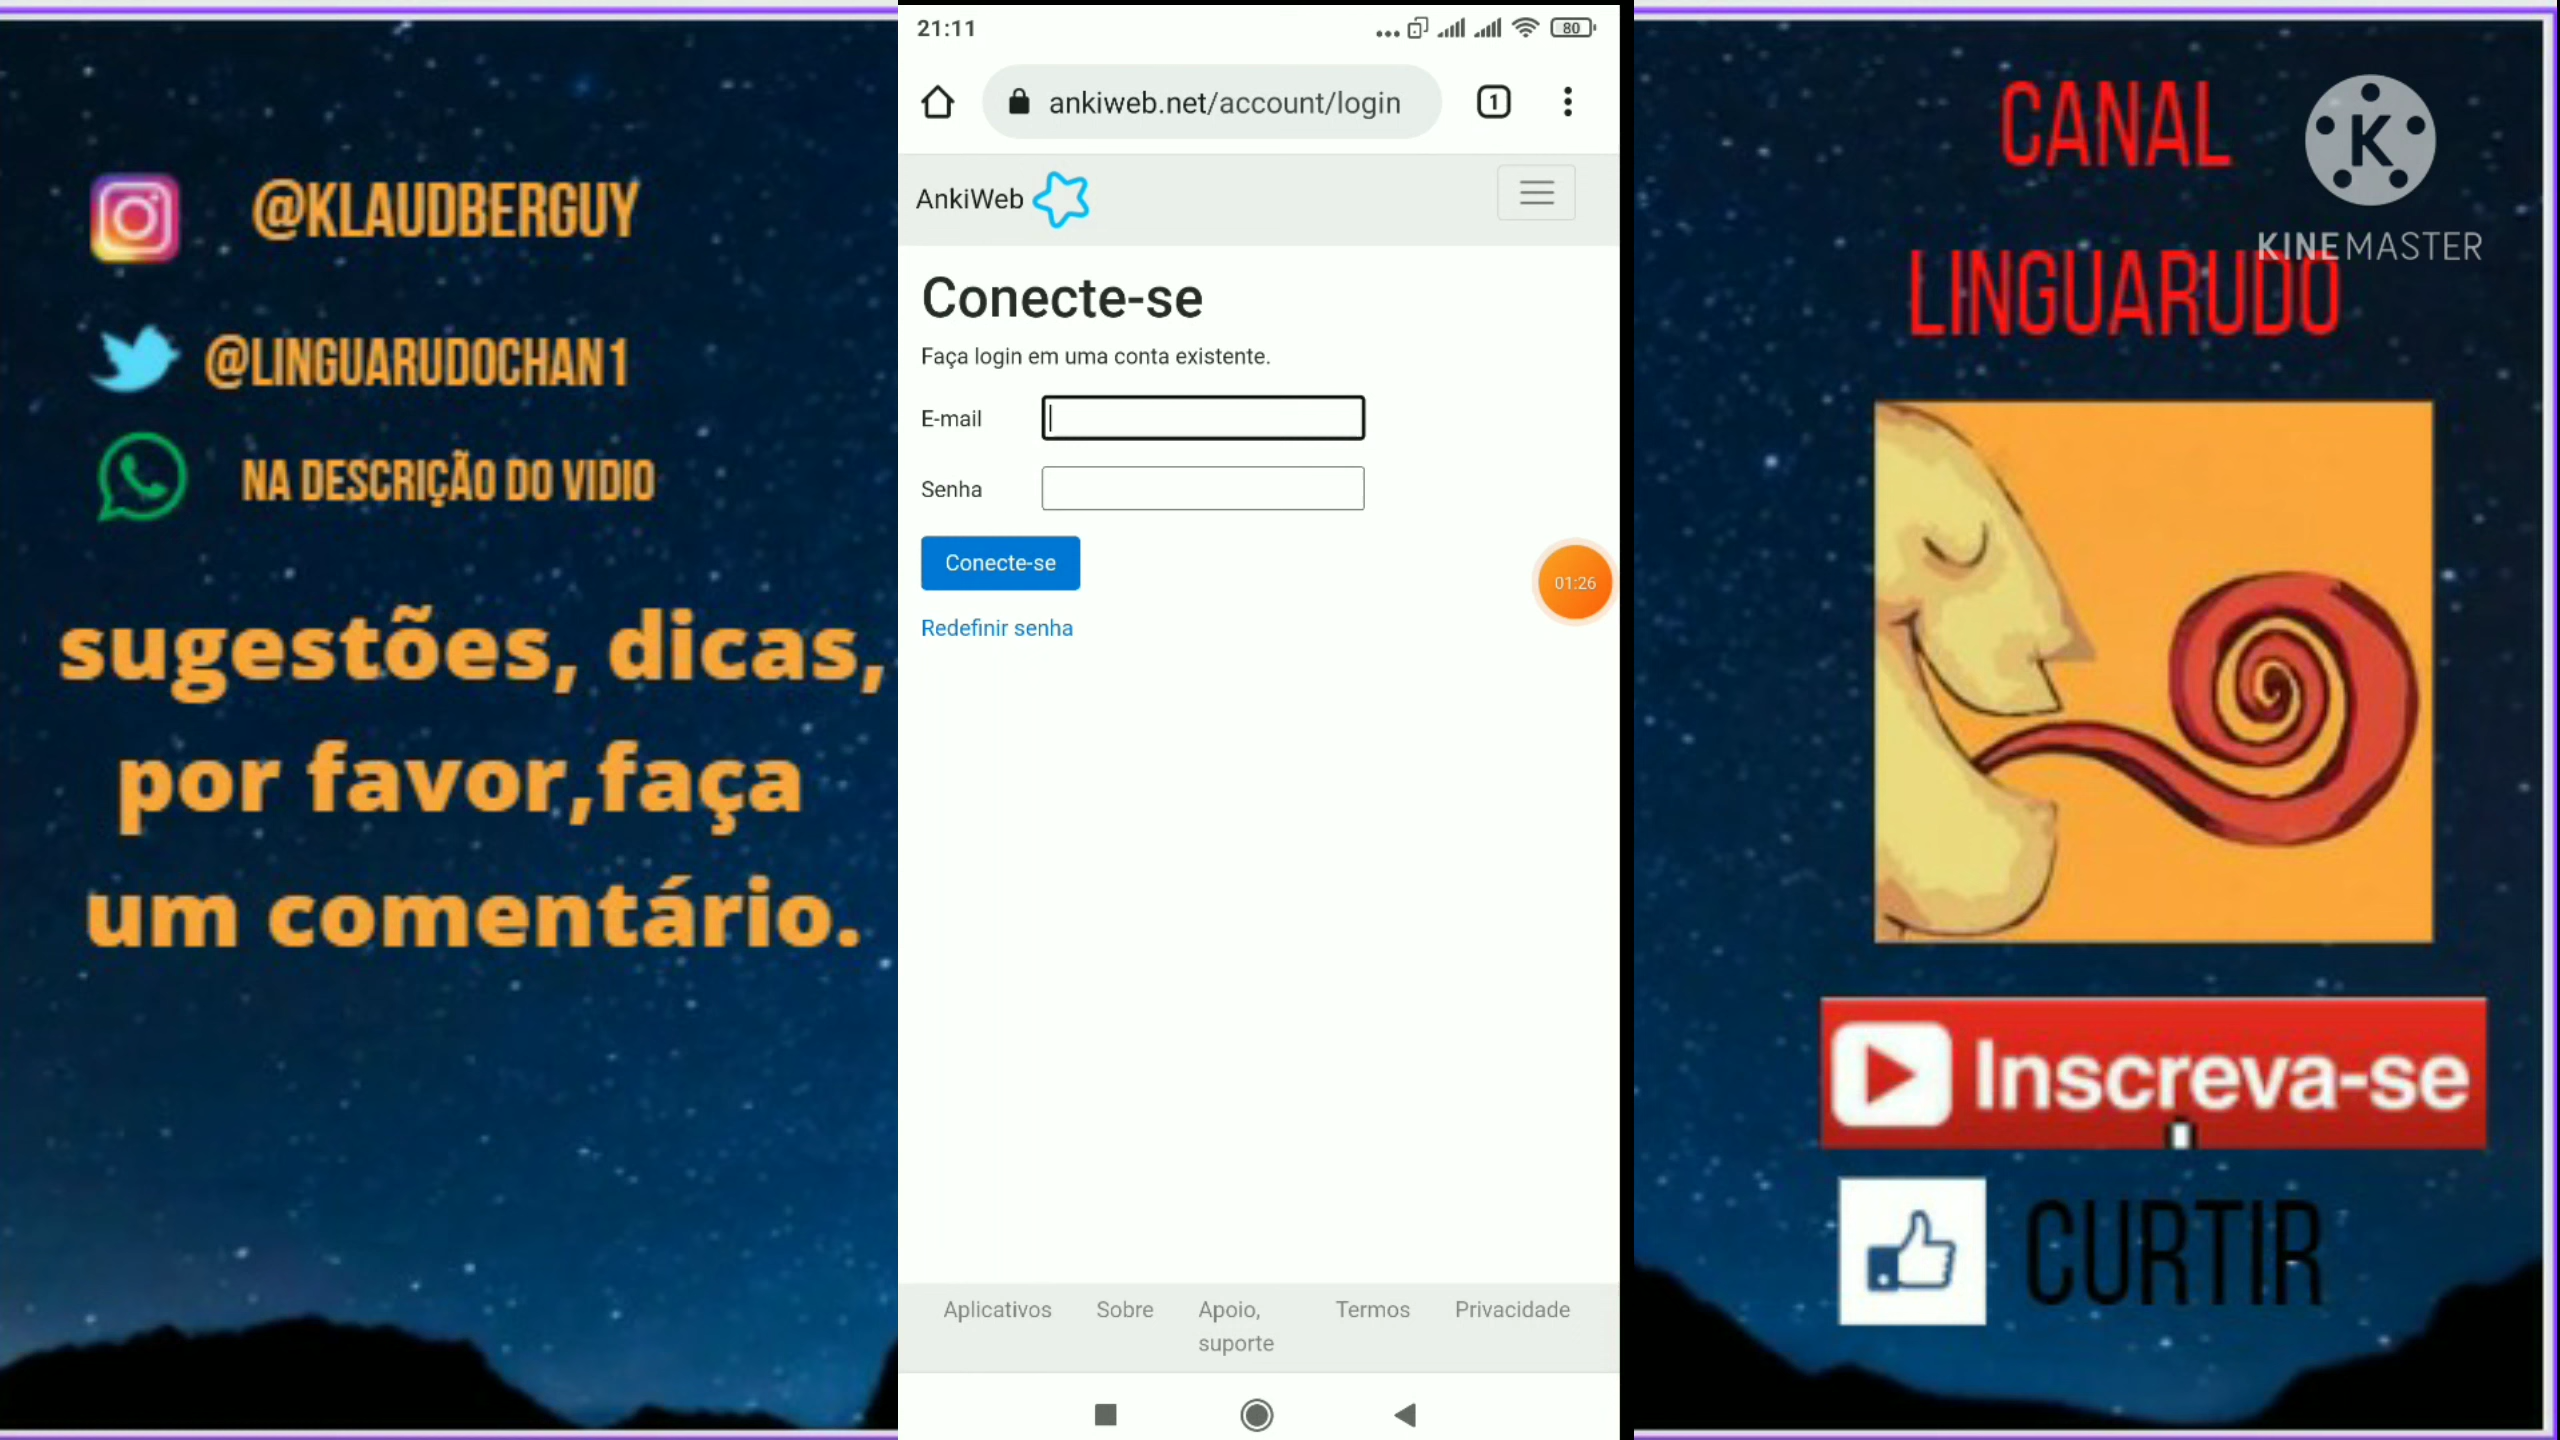 @KLAUDBERGUY
@LINGUARUDOCHAN1
NA DESCRIÇÃO DO VIDIO
sugestões, dicas,
por favor,faça
um comentário.
21:11
80
ankiweb.net/account/login
1
AnkiWeb
Conecte-se
Faça login em uma conta existente.
E-mail
Senha
Conecte-se
Redefinir senha
01:26
Aplicativos
Sobre
Apoio,
suporte
Termos
Privacidade
CANAL
LINGUARUDO
K
KINEMASTER
Inscreva-se
CURTIR